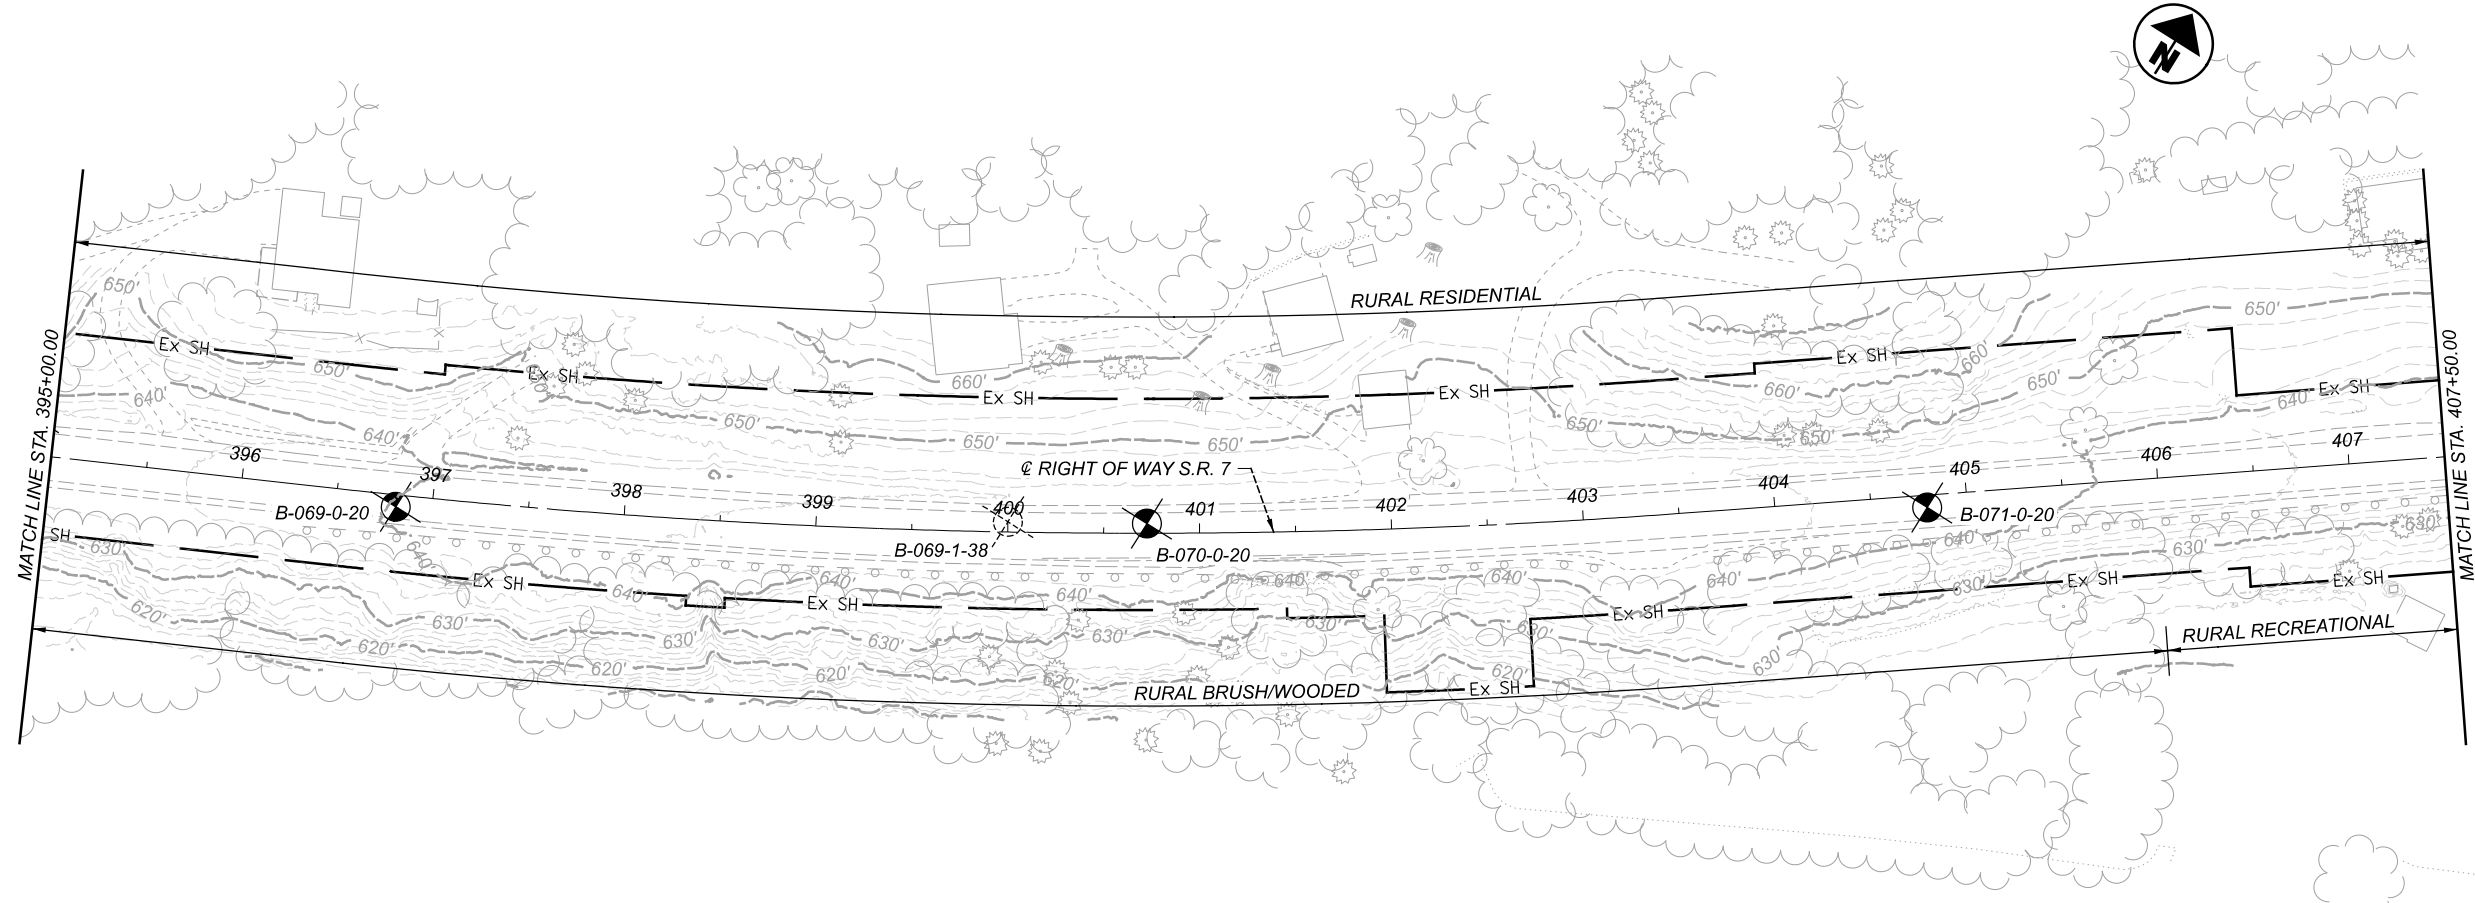 N
650'
RURAL RESIDENTIAL
650'
Ex SH
650'
Ex SH
660'
Ex SH
Ex SH
660'
Ex SH
660'
650'
Ex SH
640'
640'
640'
650'
650'
650'
650'
650'
MATCH LINE STA. 395+00.00
MATCH LINE STA. 407+50.00
396
397
398
399
400
401
402
403
404
405
406
407
℄ RIGHT OF WAY S.R. 7
B-069-0-20
B-069-1-38
B-070-0-20
B-071-0-20
SH
630'
640'
Ex SH
640'
640'
Ex SH
640'
640'
640'
640'
640'
630'
630
630'
Ex SH
Ex SH
Ex SH
620'
630'
630'
630'
630'
630'
630'
620'
620'
620'
620'
620'
Ex SH
RURAL BRUSH/WOODED
RURAL RECREATIONAL